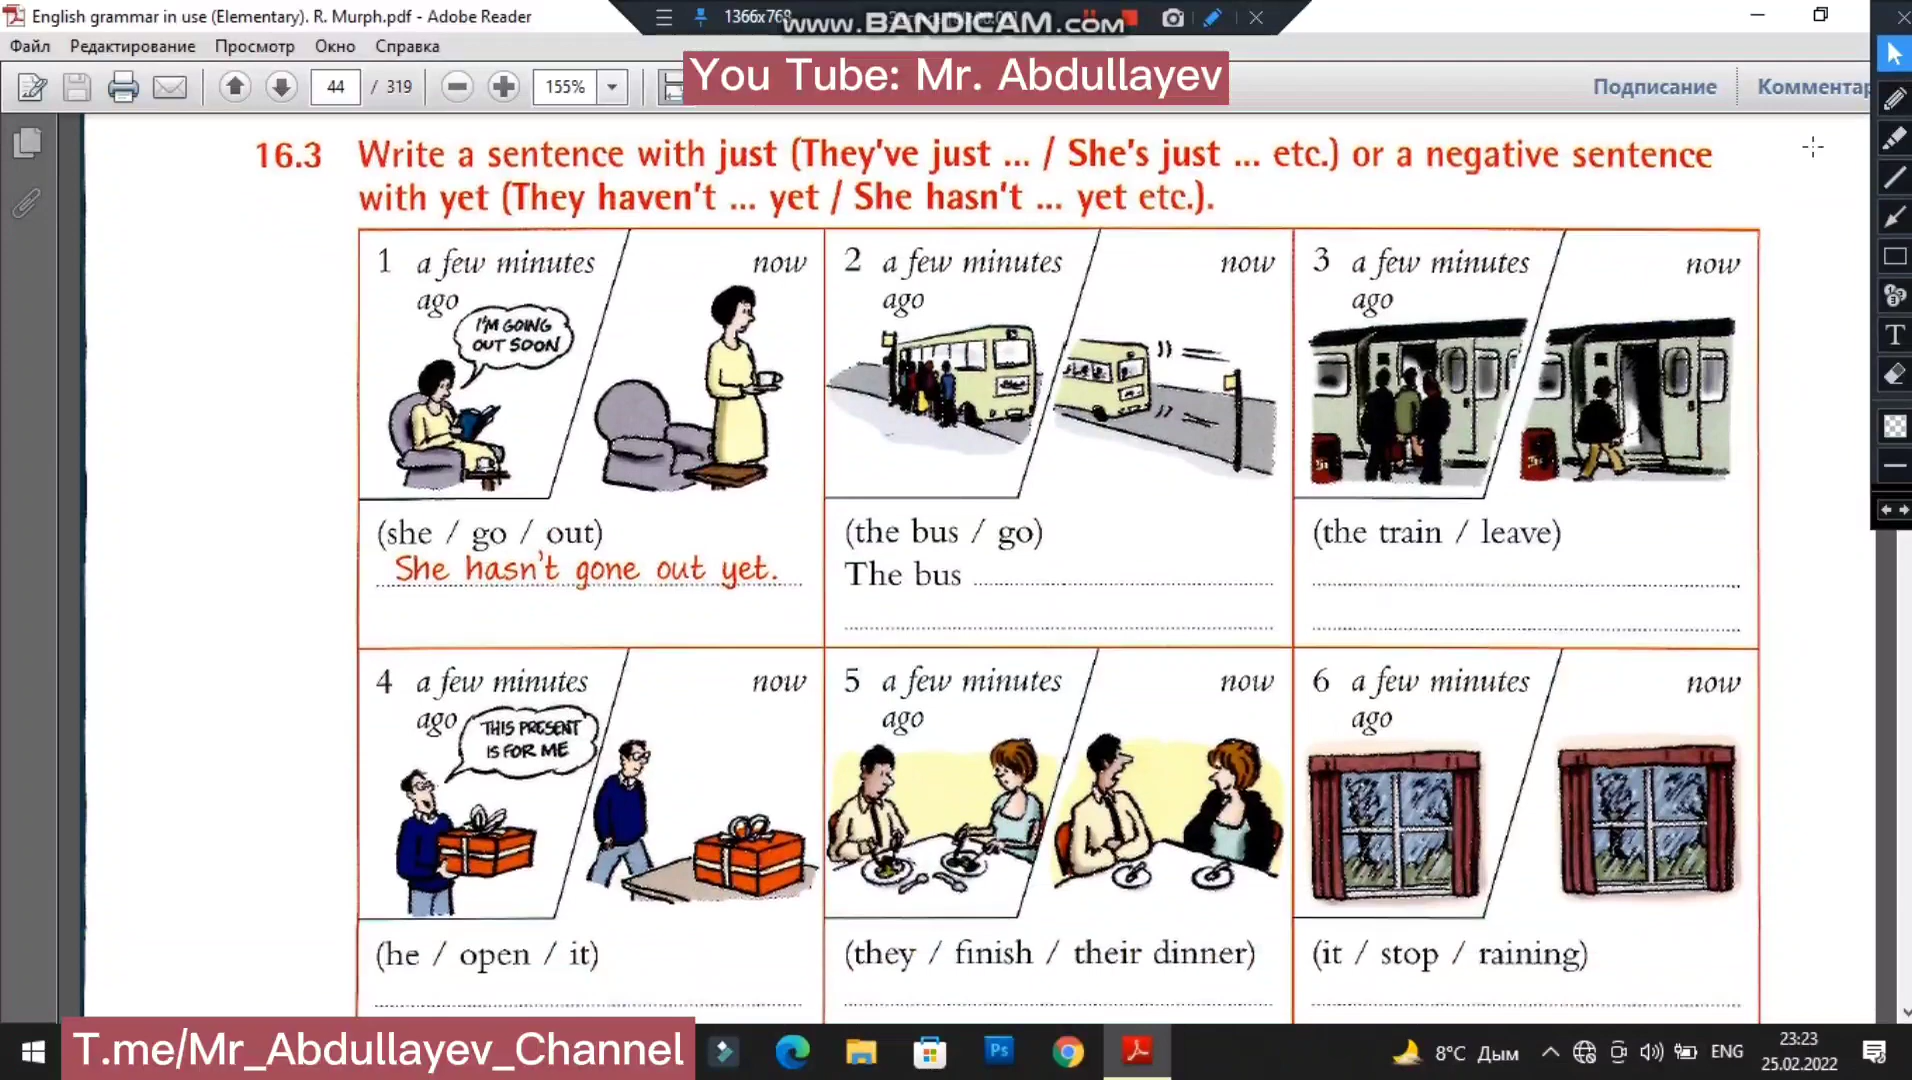 English grammar in use (Elementary). R. Murph.pdf - Adobe Reader
1366x768
www.BANDICAM.com
Файл Редактирование Просмотр Окно Справка
You Tube: Mr. Abdullayev
44 / 319
155%
Подписание
Комментар
16.3 Write a sentence with just (They've just ... / She's just ... etc.) or a negative sentence
with yet (They haven't ... yet / She hasn't ... yet etc.).
1 a few minutes
ago
now
I'M GOING
OUT SOON
(she / go / out)
She hasn't gone out yet.
2 a few minutes
ago
now
(the bus / go)
The bus
3 a few minutes
ago
now
(the train / leave)
4 a few minutes
ago
now
THIS PRESENT
IS FOR ME
(he / open / it)
5 a few minutes
ago
now
(they / finish / their dinner)
6 a few minutes
ago
now
(it / stop / raining)
T.me/Mr_Abdullayev_Channel
Ps
8°C Дым
ENG
23:23
25.02.2022